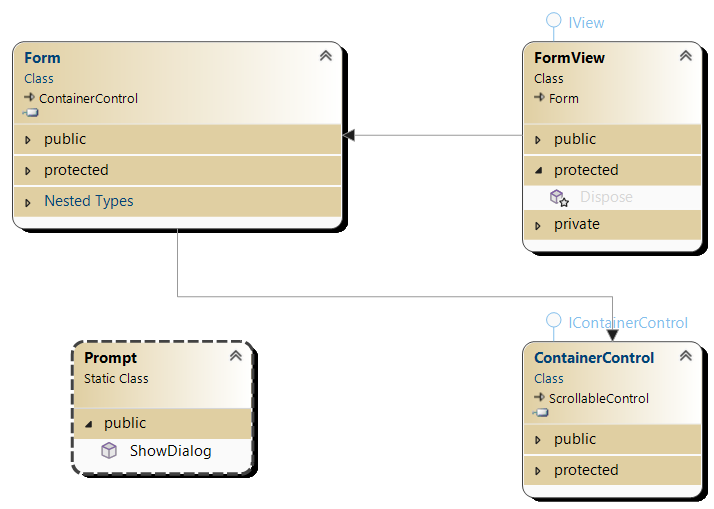 Form
Class
ContainerControl
public
protected
Nested Types
IView
FormView
Class
Form
public
protected
Dispose
private
Prompt
Static Class
public
ShowDialog
IContainerControl
ContainerControl
Class
ScrollableControl
public
protected